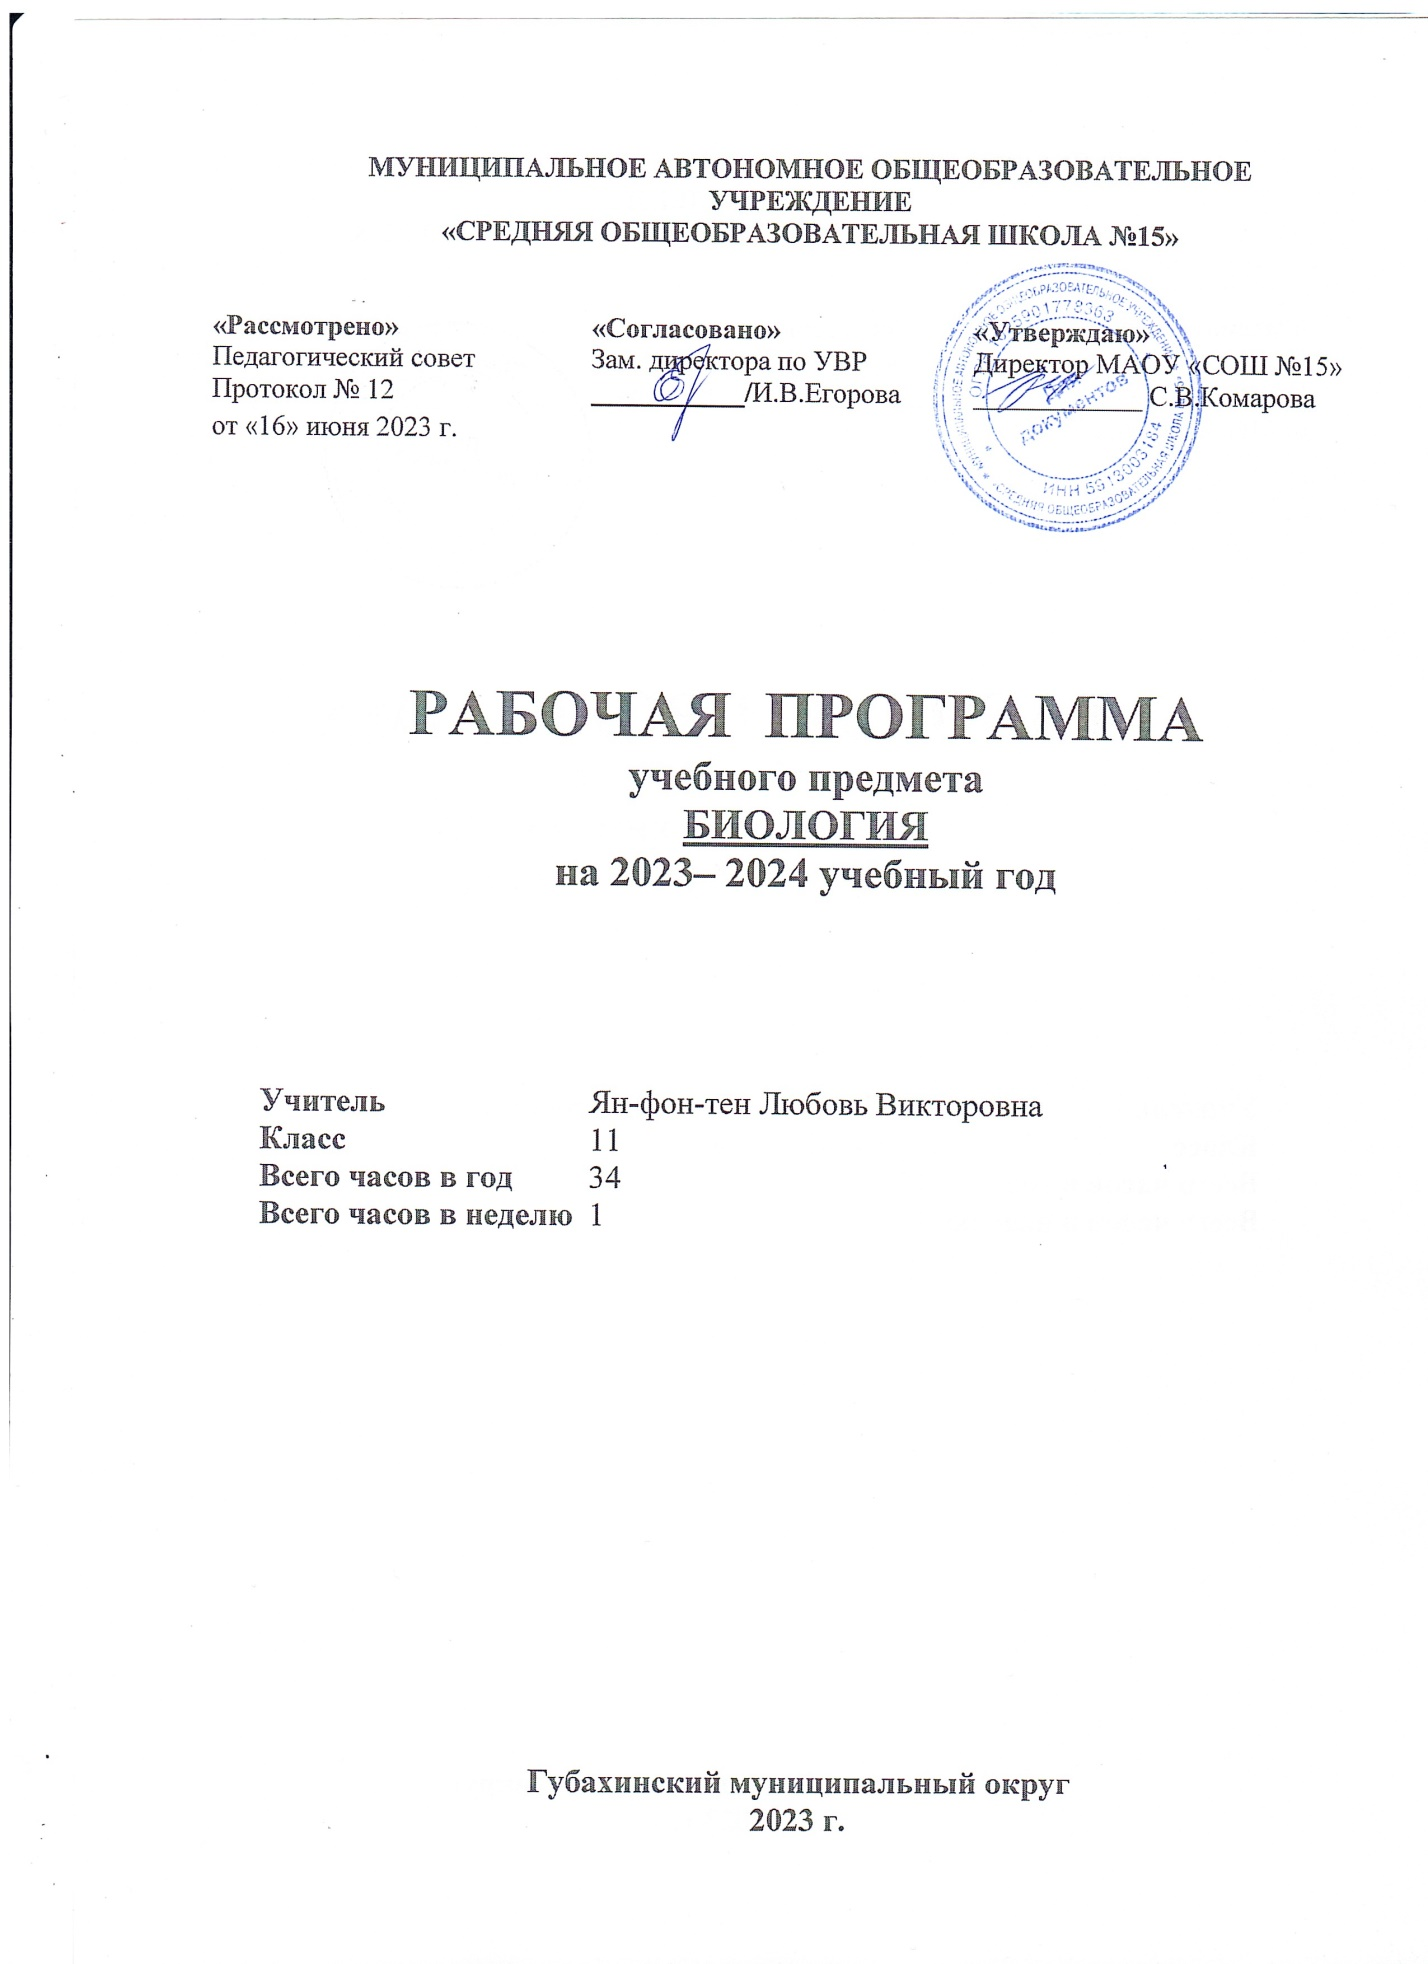 МУНИЦИПАЛЬНОЕ АВТОНОМНОЕ ОБЩЕОБРАЗОВАТЕЛЬНОЕ
УЧРЕЖДЕНИЕ
«СРЕДНЯЯ ОБЩЕОБРАЗОВАТЕЛЬНАЯ ШКОЛА №15»
«Рассмотрено»
Педагогический совет
Протокол № 12
от «16» июня 2023 г.
«Согласовано»
Зам. директора по УВР
/И.В.Егорова
«Утверждаю»
Директор МАОУ «СОШ №15»
С.В.Комарова
Для
документов
РАБОЧАЯ ПРОГРАММА
учебного предмета
БИОЛОГИЯ
на 2023– 2024 учебный год
Учитель Ян-фон-тен Любовь Викторовна
Класс 11
Всего часов в год 34
Всего часов в неделю 1
Губахинский муниципальный округ
2023 г.